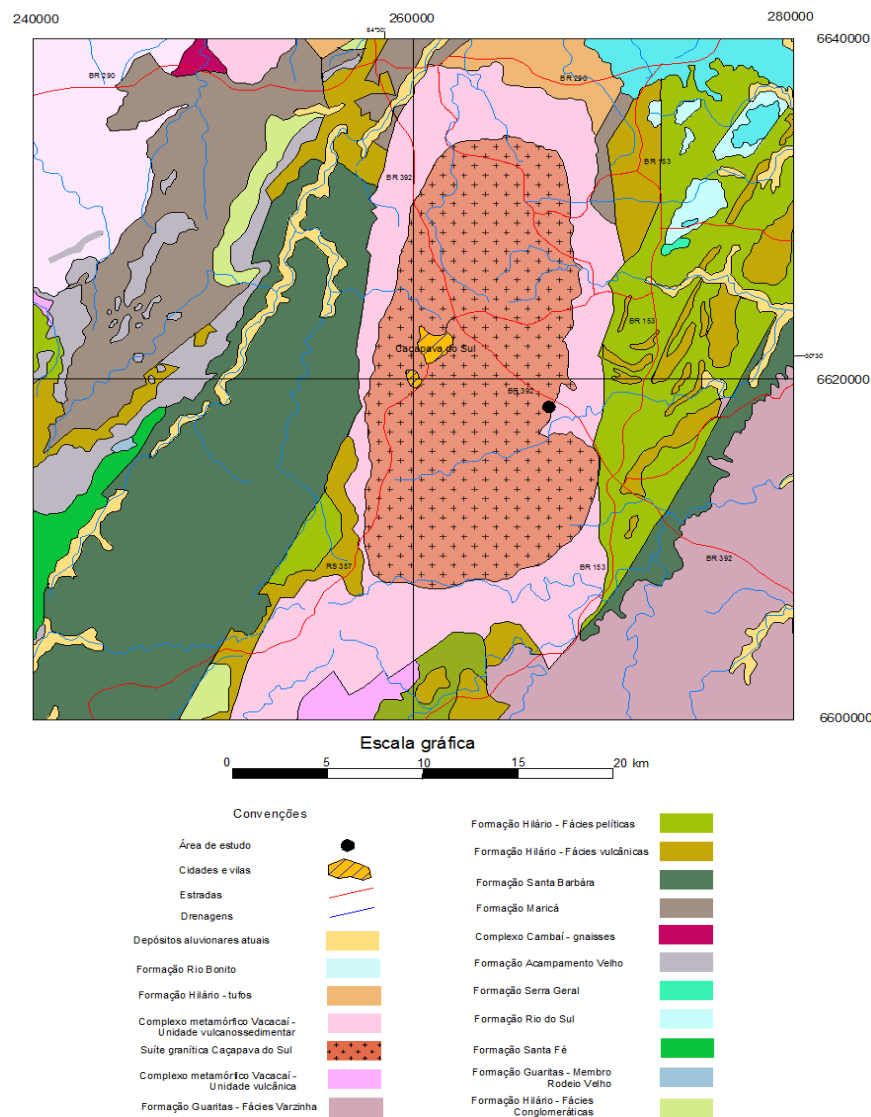 240000
260000
280000
54°30'
6640000
BR 290
BR 290
BR 153
BR 392
BR 153
Caçapava do Sul
30°30'
6620000
BR 392
BR 392
RS 357
BR 153
6600000
Escala gráfica
0 5 10 15 20 km
Convenções
Área de estudo
Cidades e vilas
Estradas
Drenagens
Depósitos aluvionares atuais
Formação Rio Bonito
Formação Hilário - tufos
Complexo metamórfico Vacacaí -
Unidade vulcanossedimentar
Suíte granítica Caçapava do Sul
Complexo metamórfico Vacacaí -
Unidade vulcânica
Formação Guaritas - Fácies Varzinha
Formação Hilário - Fácies pelíticas
Formação Hilário - Fácies vulcânicas
Formação Santa Barbára
Formação Maricá
Complexo Cambaí - gnaisses
Formação Acampamento Velho
Formação Serra Geral
Formação Rio do Sul
Formação Santa Fé
Formação Guaritas - Membro
Rodeio Velho
Formação Hilário - Fácies
Conglomeráticas